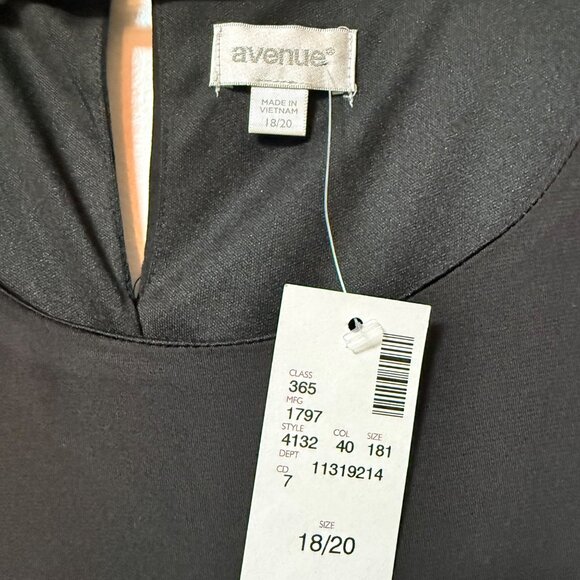 avenue®
MADE IN
VIETNAM
18/20
CLASS
365
MFG
1797
STYLE COL SIZE
4132 40 181
DEPT
11319214
CD
7
SIZE
18/20